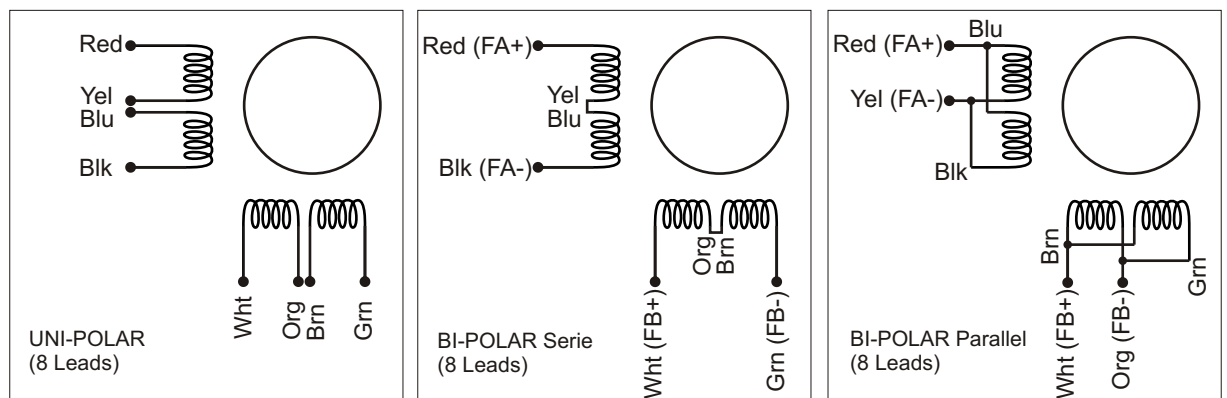 Red
Yel
Blu
Blk
Wht
Org
Brn
Grn
UNI-POLAR
(8 Leads)
Red (FA+)
Yel
Blu
Blk (FA-)
Org
Brn
Wht (FB+)
Grn (FB-)
BI-POLAR Serie
(8 Leads)
Blu
Red (FA+)
Yel (FA-)
Blk
Brn
Grn
Wht (FB+)
Org (FB-)
BI-POLAR Parallel
(8 Leads)